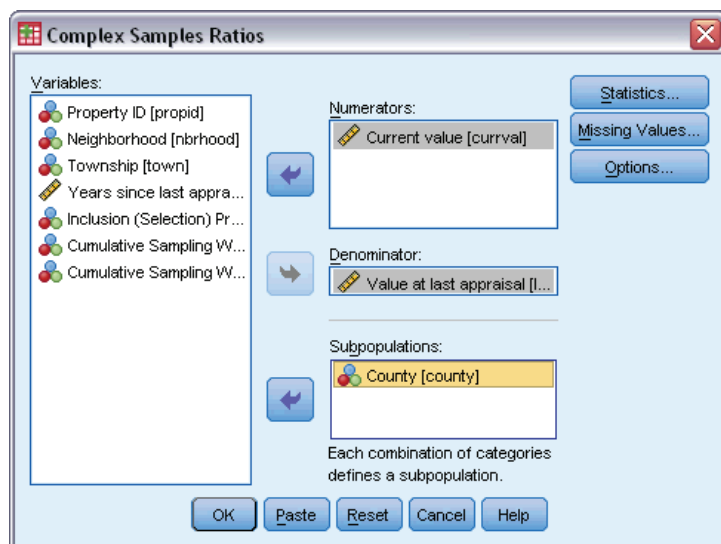 Complex Samples Ratios
Variables:
Property ID [propid]
Neighborhood [nbrhood]
Township [town]
Years since last appra...
Inclusion (Selection) Pr...
Cumulative Sampling W...
Cumulative Sampling W...
Numerators:
Current value [currval]
Denominator:
Value at last appraisal [l...
Subpopulations:
County [county]
Each combination of categories
defines a subpopulation.
Statistics...
Missing Values...
Options...
OK
Paste
Reset
Cancel
Help